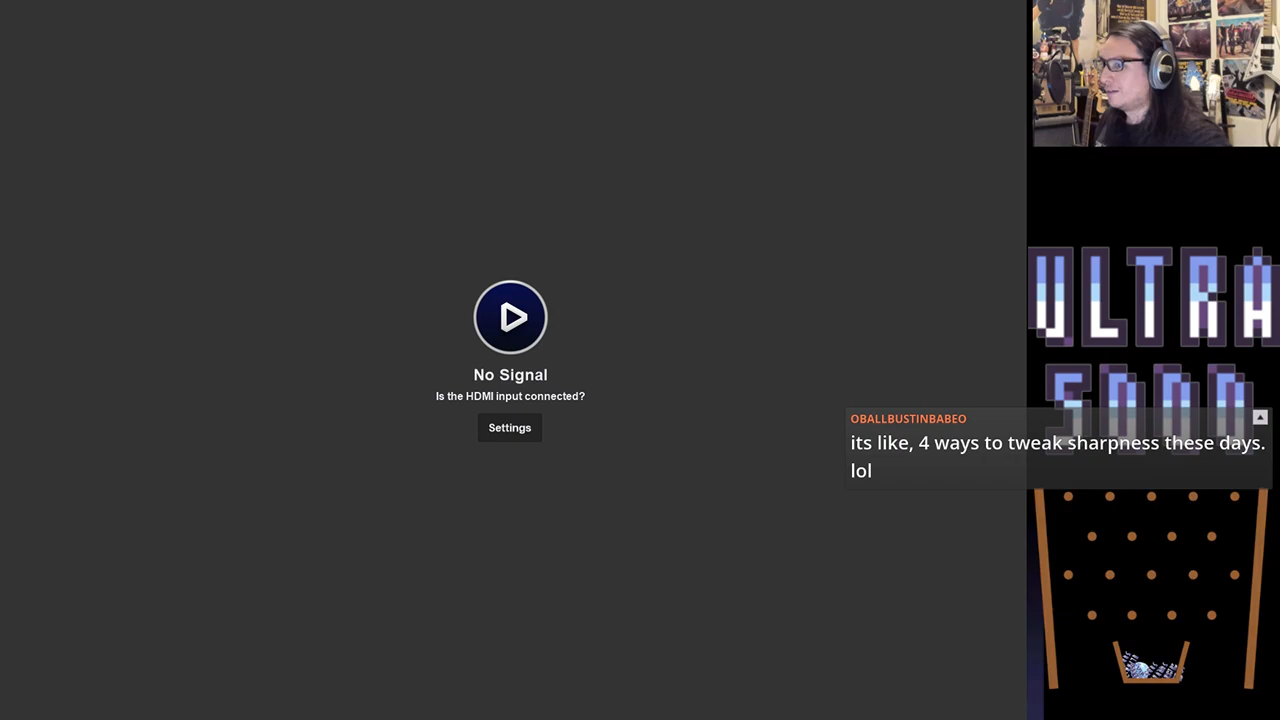 No Signal
Is the HDMI input connected?
Settings
ULTRA
OBALLBUSTINBABEO
its like, 4 ways to tweak sharpness these days.
lol